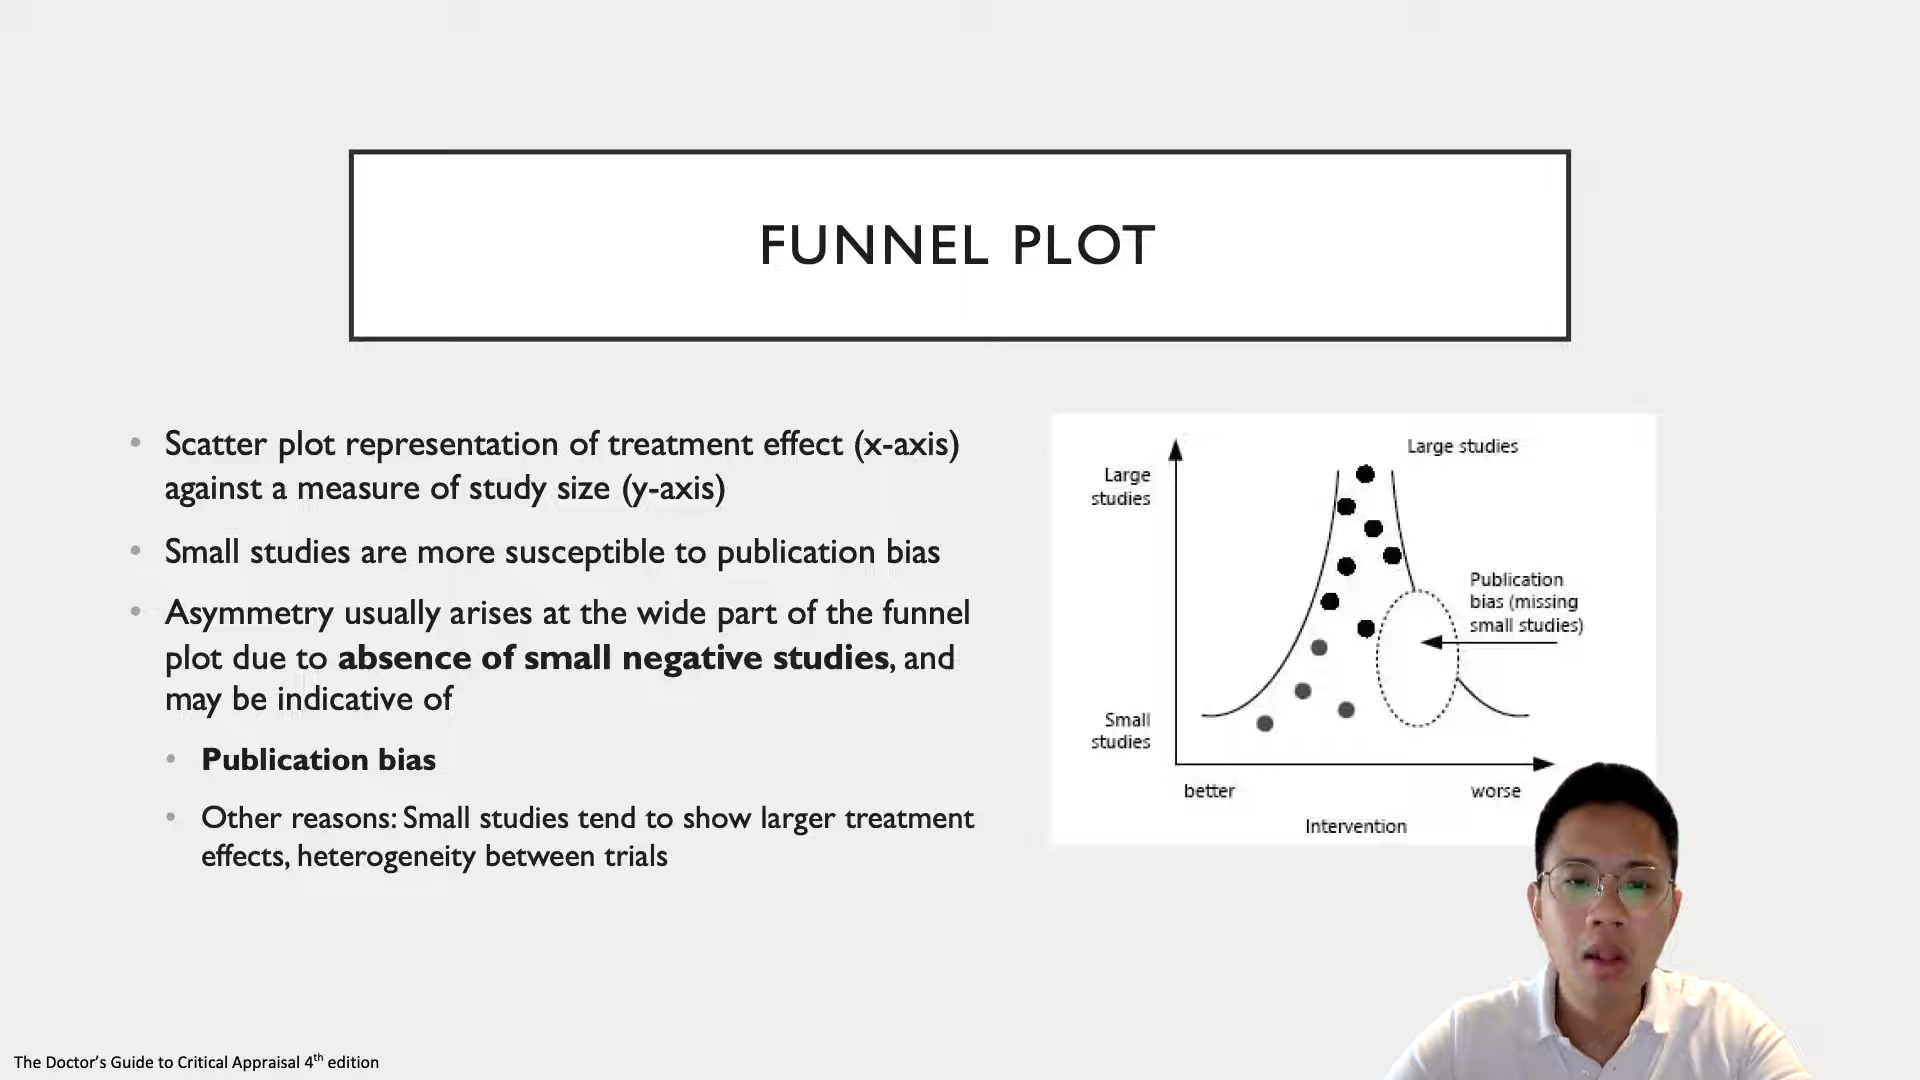 FUNNEL PLOT
• Scatter plot representation of treatment effect (x-axis)
against a measure of study size (y-axis)
• Small studies are more susceptible to publication bias
• Asymmetry usually arises at the wide part of the funnel
plot due to absence of small negative studies, and
may be indicative of
• Publication bias
• Other reasons: Small studies tend to show larger treatment
effects, heterogeneity between trials
Large studies
Large
studies
Publication
bias (missing
small studies)
Small
studies
better
worse
Intervention
The Doctor's Guide to Critical Appraisal 4th edition